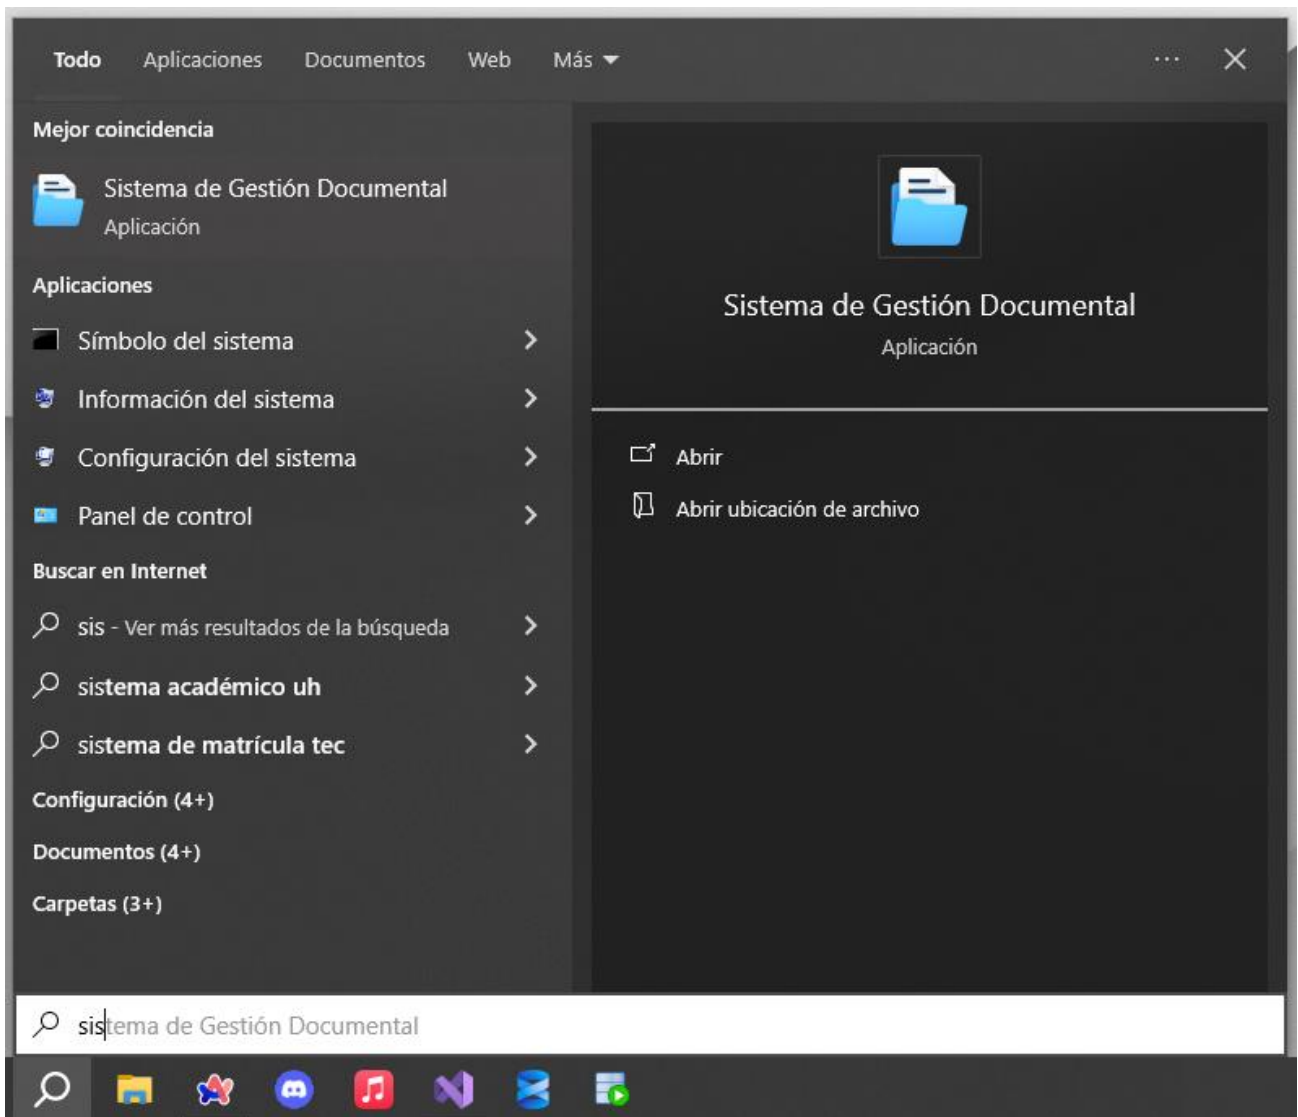 Todo Aplicaciones Documentos Web Más
Mejor coincidencia
Sistema de Gestión Documental
Aplicación
Aplicaciones
Símbolo del sistema
Información del sistema
Configuración del sistema
Panel de control
Buscar en Internet
sis - Ver más resultados de la búsqueda
sistema académico uh
sistema de matrícula tec
Configuración (4+)
Documentos (4+)
Carpetas (3+)
Sistema de Gestión Documental
Aplicación
Abrir
Abrir ubicación de archivo
sistema de Gestión Documental